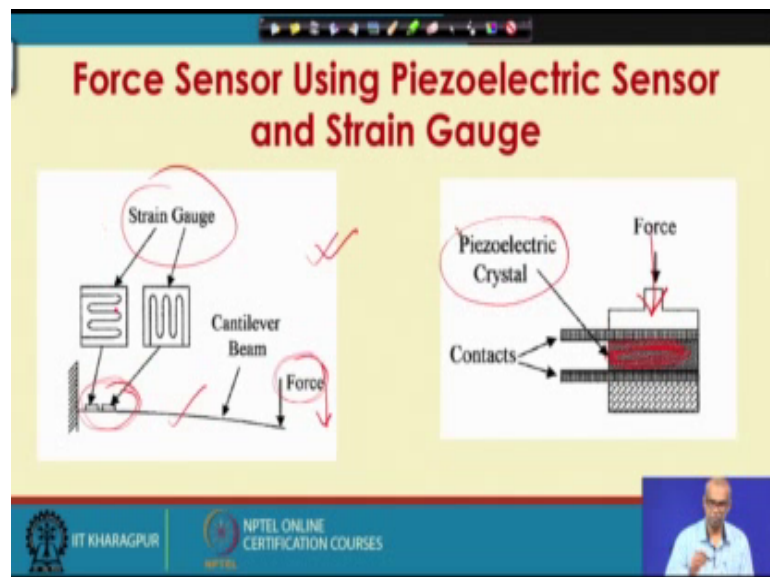 Force Sensor Using Piezoelectric Sensor
and Strain Gauge
Strain Gauge
Cantilever
Beam
Force
Piezoelectric
Crystal
Force
Contacts
IIT KHARAGPUR
NPTEL
NPTEL ONLINE
CERTIFICATION COURSES